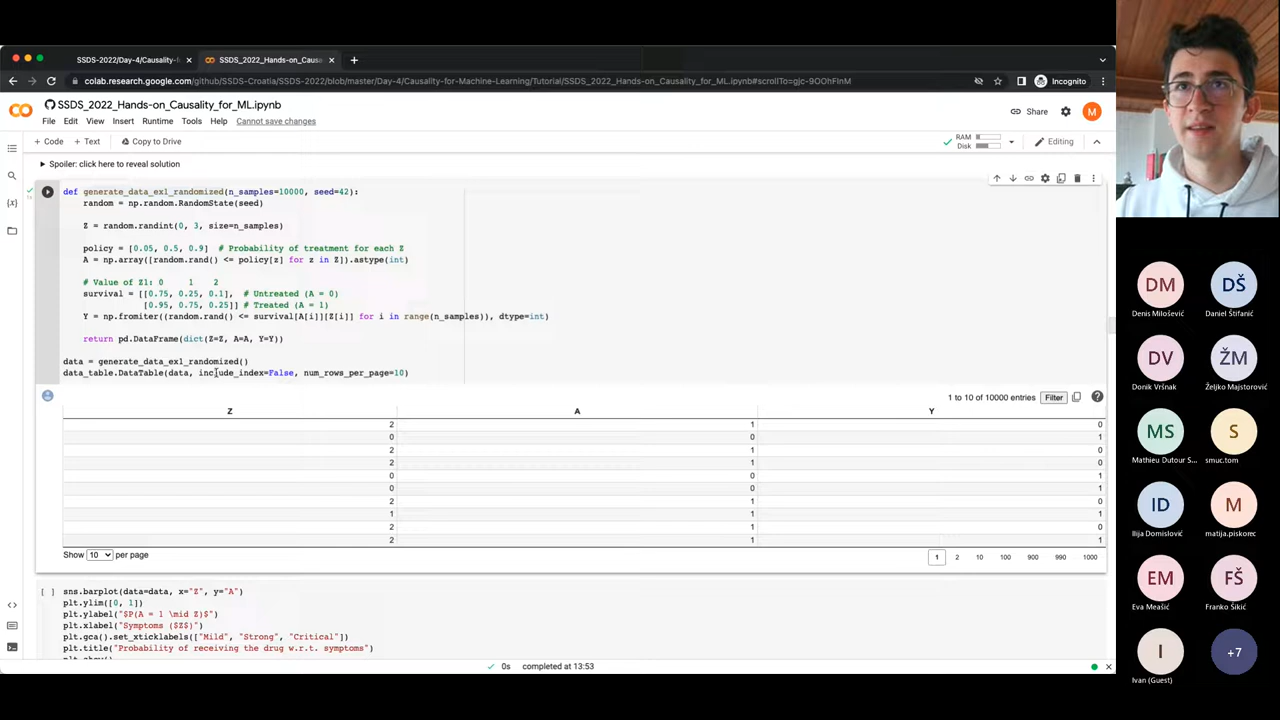 SSDS-2022/Day-4/Causality-f
SSDS_2022_Hands-on_Causa
colab.research.google.com/github/SSDS-Croatia/SSDS-2022/blob/master/Day-4/Causality-for-Machine-Learning/Tutorial/SSDS_2022_Hands-on_Causality_for_ML.ipynb#scrollTo=gjc-9OOhFInM
Incognito
SSDS_2022_Hands-on_Causality_for_ML.ipynb
File Edit View Insert Runtime Tools Help Cannot save changes
Share
M
+ Code + Text Copy to Drive
RAM
Disk
Editing
Spoiler: click here to reveal solution
def generate_data_ex1_randomized(n_samples=10000, seed=42):
random = np.random.RandomState(seed)
Z = random.randint(0, 3, size=n_samples)
policy = [0.05, 0.5, 0.9] # Probability of treatment for each Z
A = np.array([random.rand() <= policy[z] for z in Z]).astype(int)
# Value of Z1: 0 1 2
survival = [[0.75, 0.25, 0.1], # Untreated (A = 0)
[0.95, 0.75, 0.25]] # Treated (A = 1)
Y = np.fromiter((random.rand() <= survival[A[i]][Z[i]] for i in range(n_samples)), dtype=int)
return pd.DataFrame(dict(Z=Z, A=A, Y=Y))
data = generate_data_ex1_randomized()
data_table.DataTable(data, include_index=False, num_rows_per_page=10)
1 to 10 of 10000 entries Filter
Z A Y
2 1 0
0 0 1
2 1 0
2 1 0
0 0 1
0 0 1
2 1 0
1 1 1
2 1 0
2 1 1
Show 10 per page
1 2 10 100 900 990 1000
[ ] sns.barplot(data=data, x="Z", y="A")
plt.ylim([0, 1])
plt.ylabel("$P(A = 1 \mid Z)$")
plt.xlabel("Symptoms ($Z$)")
plt.gca().set_xticklabels(["Mild", "Strong", "Critical"])
plt.title("Probability of receiving the drug w.r.t. symptoms")
0s completed at 13:53
DM
Denis Milošević
DŠ
Daniel Štifanić
DV
Donik Vršnak
ŽM
Željko Majstorović
MS
Mathieu Dutour S...
S
smuc.tom
ID
Ilija Domislović
M
matija.piskorec
EM
Eva Meašić
FŠ
Franko Šikić
I
Ivan (Guest)
+7